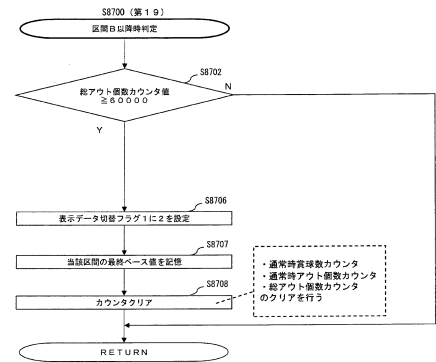 S8700（第１９）
区間Ｂ以降時判定
S8702
総アウト個数カウンタ値
≧６００００
N
Y
S8706
表示データ切替フラグ１に２を設定
S8707
当該区間の最終ベース値を記憶
S8708
カウンタクリア
・通常時賞球数カウンタ
・通常時アウト個数カウンタ
・総アウト個数カウンタ
のクリアを行う
ＲＥＴＵＲＮ